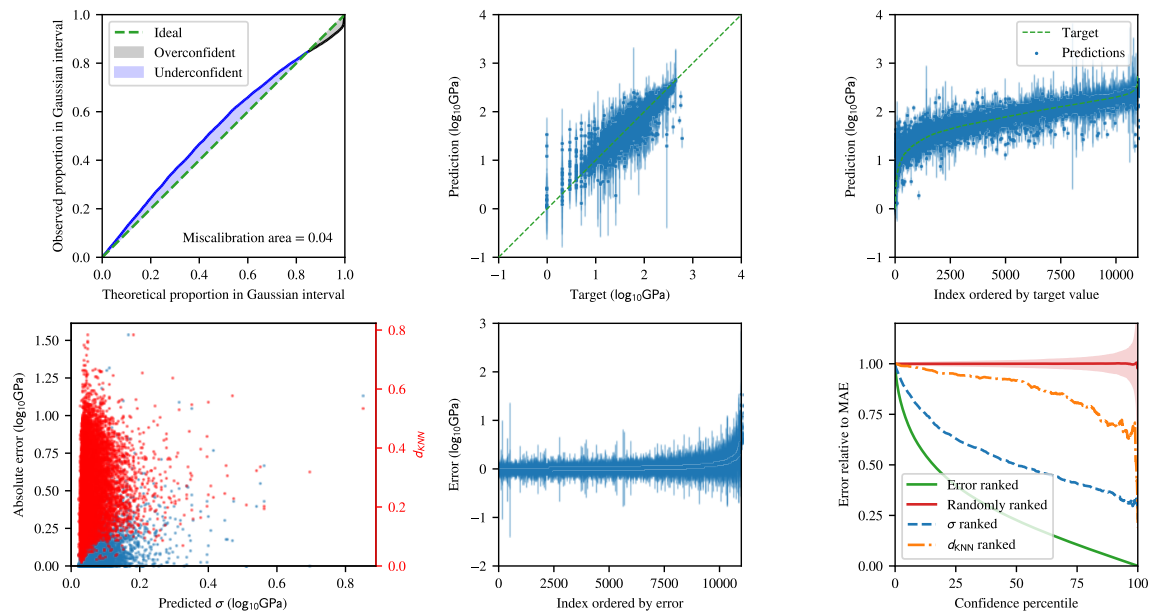 1.0
0.8
0.6
0.4
0.2
0.0
Observed proportion in Gaussian interval
Ideal
Overconfident
Underconfident
Miscalibration area = 0.04
0.0 0.2 0.4 0.6 0.8 1.0
Theoretical proportion in Gaussian interval
4
3
2
1
0
−1
Prediction (log₁₀GPa)
−1 0 1 2 3 4
Target (log₁₀GPa)
4
3
2
1
0
−1
Prediction (log₁₀GPa)
Target
Predictions
0 2500 5000 7500 10000
Index ordered by target value
1.50
1.25
1.00
0.75
0.50
0.25
0.00
Absolute error (log₁₀GPa)
0.8
0.6
0.4
0.2
0.0
d_KNN
0.0 0.2 0.4 0.6 0.8
Predicted σ (log₁₀GPa)
3
2
1
0
−1
−2
Error (log₁₀GPa)
0 2500 5000 7500 10000
Index ordered by error
1.00
0.75
0.50
0.25
0.00
Error relative to MAE
Error ranked
Randomly ranked
σ ranked
d_KNN ranked
0 25 50 75 100
Confidence percentile